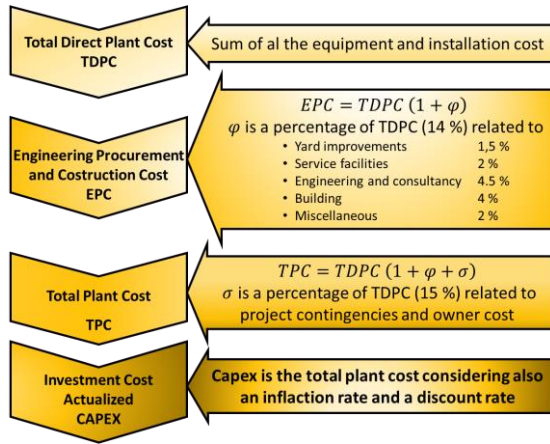 Total Direct Plant Cost
TDPC
Sum of al the equipment and installation cost
Engineering Procurement
and Costruction Cost
EPC
EPC = TDPC (1 + φ)
φ is a percentage of TDPC (14 %) related to
• Yard improvements 1,5 %
• Service facilities 2 %
• Engineering and consultancy 4.5 %
• Building 4 %
• Miscellaneous 2 %
Total Plant Cost
TPC
TPC = TDPC (1 + φ + σ)
σ is a percentage of TDPC (15 %) related to
project contingencies and owner cost
Investment Cost
Actualized
CAPEX
Capex is the total plant cost considering also
an inflaction rate and a discount rate